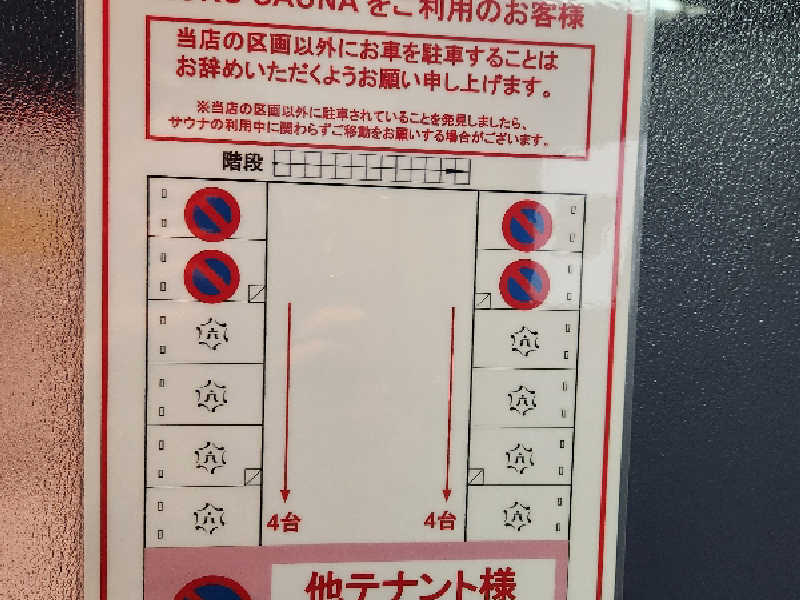 SAUNAをご利用のお客様
当店の区画以外にお車を駐車することは
お辞めいただくようお願い申し上げます。
※当店の区画以外に駐車されていることを発見しましたら、
サウナの利用中に関わらずご移動をお願いする場合がございます。
階段
4台 4台
他テナント様